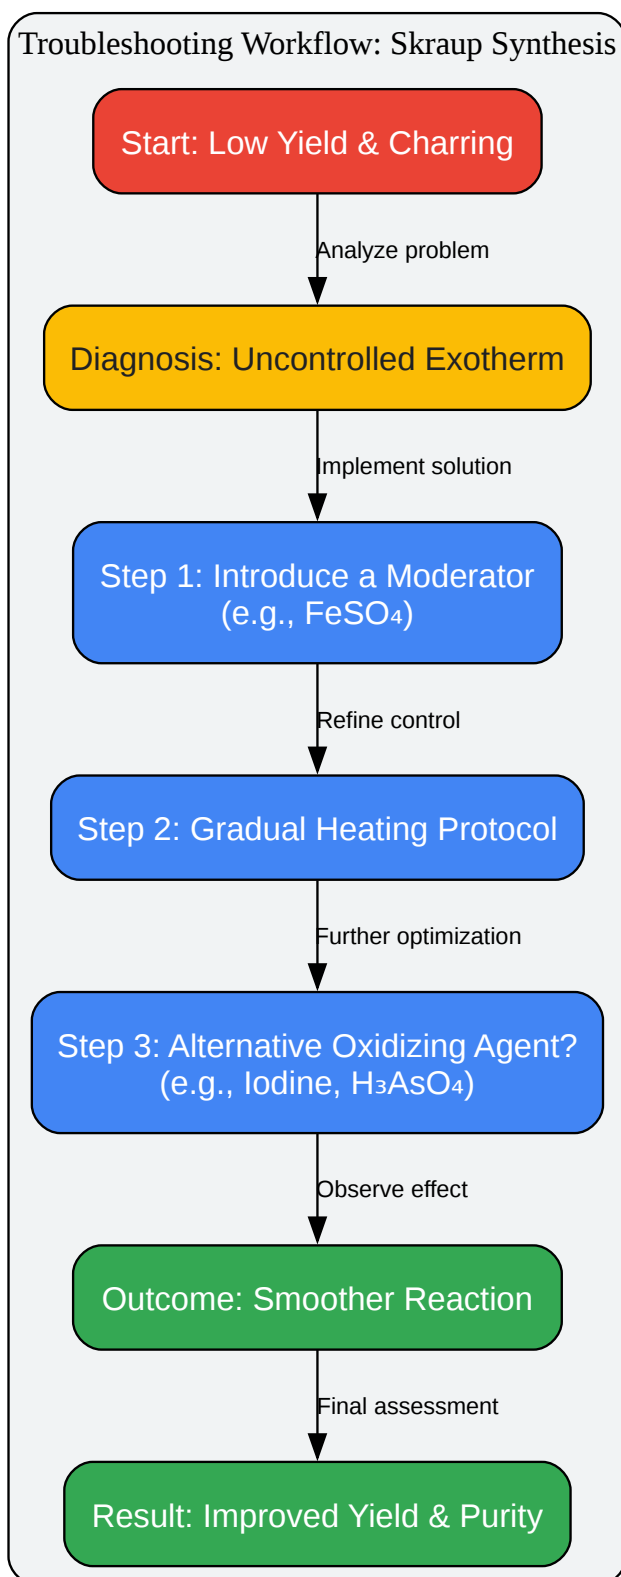 Troubleshooting Workflow: Skraup Synthesis
Start: Low Yield & Charring
Analyze problem
Diagnosis: Uncontrolled Exotherm
Implement solution
Step 1: Introduce a Moderator
(e.g., FeSO₄)
Refine control
Step 2: Gradual Heating Protocol
Further optimization
Step 3: Alternative Oxidizing Agent?
(e.g., Iodine, H₃AsO₄)
Observe effect
Outcome: Smoother Reaction
Final assessment
Result: Improved Yield & Purity